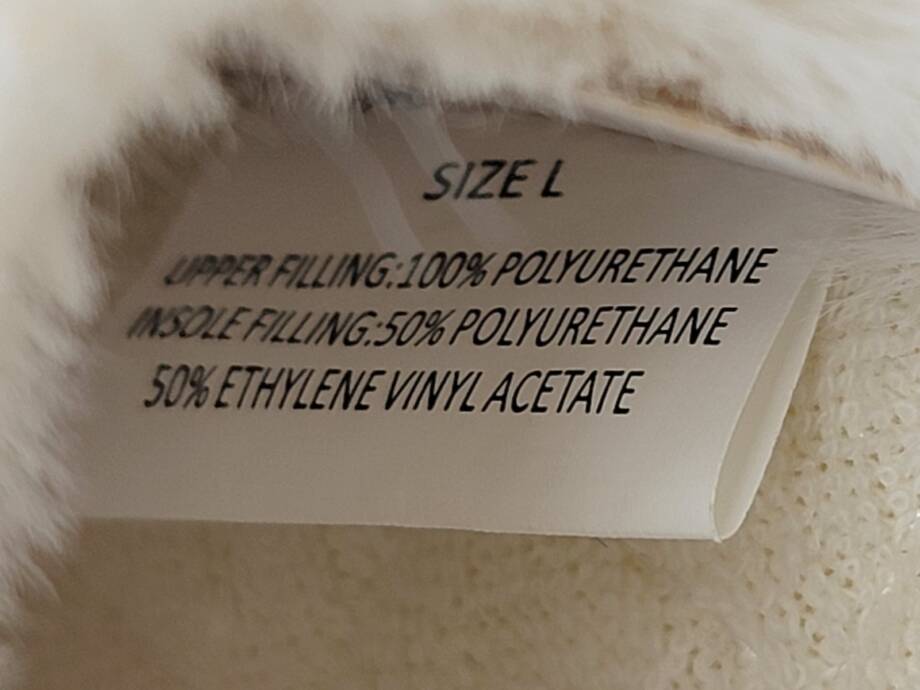 SIZE L
UPPER FILLING:100% POLYURETHANE
INSOLE FILLING:50% POLYURETHANE
50% ETHYLENE VINYL ACETATE